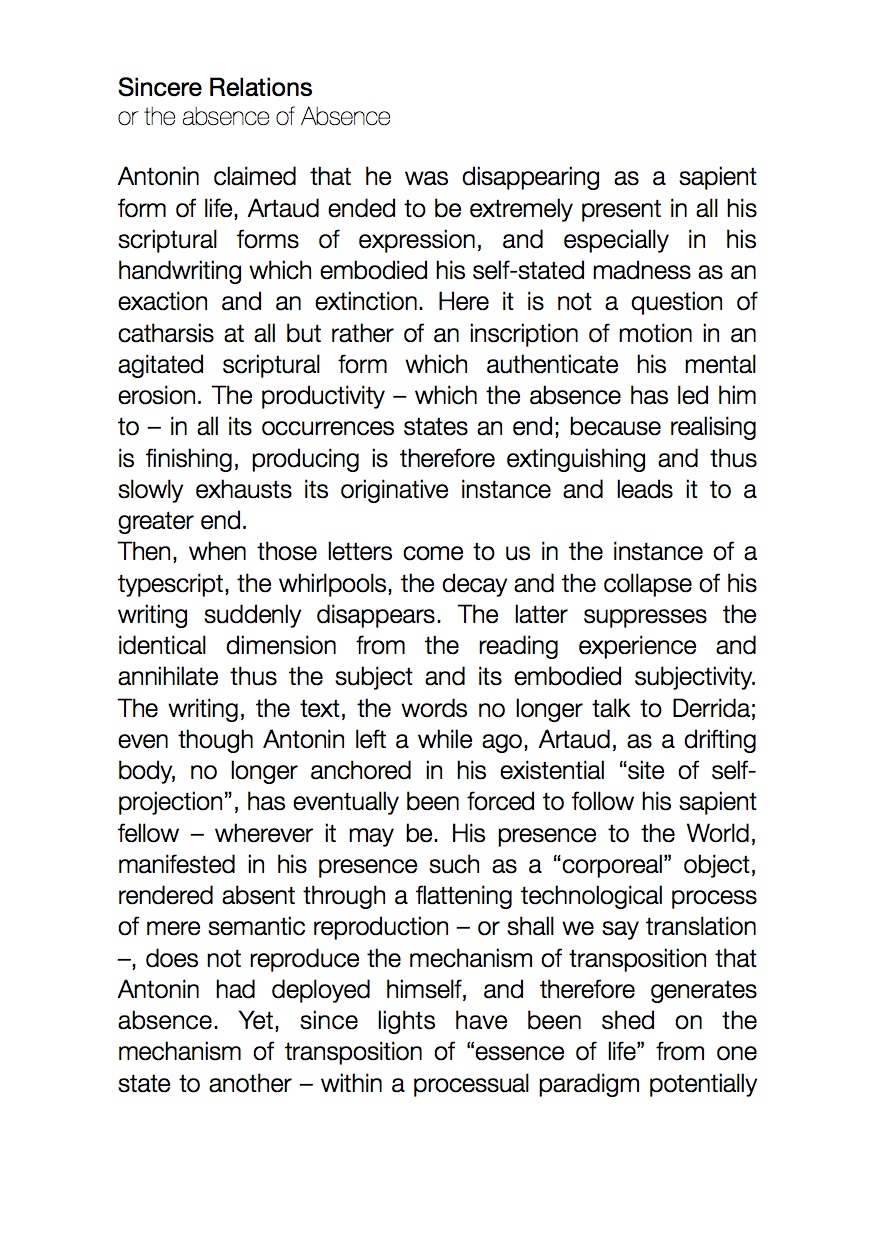 Sincere Relations
or the absence of Absence
Antonin claimed that he was disappearing as a sapient
form of life, Artaud ended to be extremely present in all his
scriptural forms of expression, and especially in his
handwriting which embodied his self-stated madness as an
exaction and an extinction. Here it is not a question of
catharsis at all but rather of an inscription of motion in an
agitated scriptural form which authenticate his mental
erosion. The productivity – which the absence has led him
to – in all its occurrences states an end; because realising
is finishing, producing is therefore extinguishing and thus
slowly exhausts its originative instance and leads it to a
greater end.
Then, when those letters come to us in the instance of a
typescript, the whirlpools, the decay and the collapse of his
writing suddenly disappears. The latter suppresses the
identical dimension from the reading experience and
annihilate thus the subject and its embodied subjectivity.
The writing, the text, the words no longer talk to Derrida;
even though Antonin left a while ago, Artaud, as a drifting
body, no longer anchored in his existential “site of self-
projection”, has eventually been forced to follow his sapient
fellow – wherever it may be. His presence to the World,
manifested in his presence such as a “corporeal” object,
rendered absent through a flattening technological process
of mere semantic reproduction – or shall we say translation
–, does not reproduce the mechanism of transposition that
Antonin had deployed himself, and therefore generates
absence. Yet, since lights have been shed on the
mechanism of transposition of “essence of life” from one
state to another – within a processual paradigm potentially